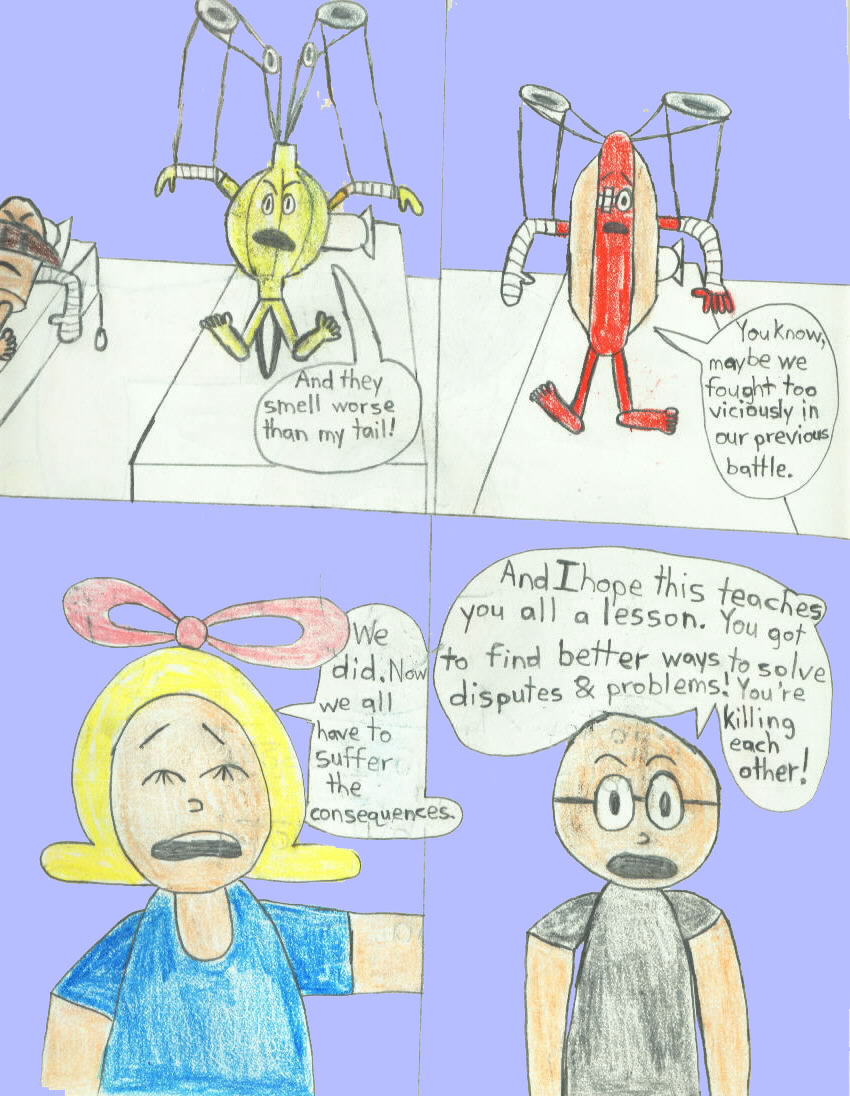 And they
smell worse
than my tail!
You know,
maybe we
fought too
viciously in
our previous
battle.
We
did. Now
we all
have to
suffer
the
consequences.
And I hope this teaches
you all a lesson. You got
to find better ways to solve
disputes & problems! You're
killing
each
other!